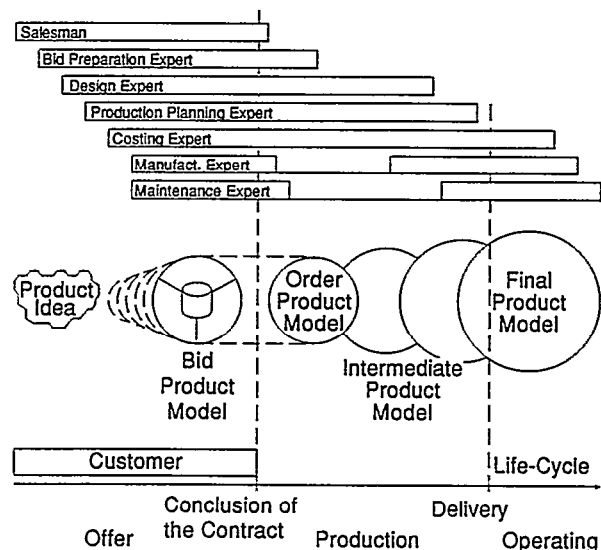 Salesman
Bid Preparation Expert
Design Expert
Production Planning Expert
Costing Expert
Manufact. Expert
Maintenance Expert
Product
Idea
Bid
Product
Model
Order
Product
Model
Intermediate
Product
Model
Final
Product
Model
Customer
Life-Cycle
Conclusion of
the Contract
Delivery
Offer
Production
Operating